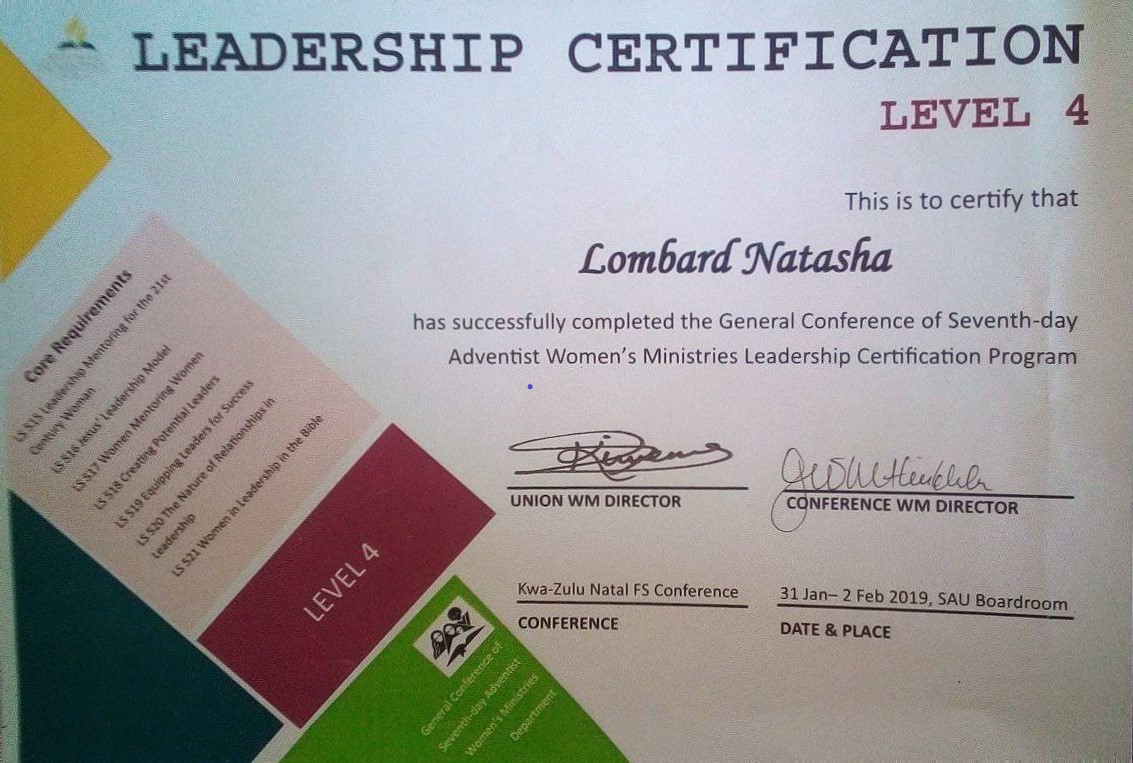 LEADERSHIP CERTIFICATION
LEVEL 4
This is to certify that
Lombard Natasha
has successfully completed the General Conference of Seventh-day
Adventist Women's Ministries Leadership Certification Program
Core Requirements
LS 515 Leadership Mentoring for the 21st
Century Woman
LS 516 Jesus' Leadership Model
LS 517 Women Mentoring Women
LS 518 Creating Potential Leaders
LS 519 Equipping Leaders for Success
LS 520 The Nature of Relationships in
Leadership
LS 521 Women in Leadership in the Bible
LEVEL 4
General Conference of
Seventh-day Adventist
Women's Ministries
Department
UNION WM DIRECTOR
CONFERENCE WM DIRECTOR
Kwa-Zulu Natal FS Conference
CONFERENCE
31 Jan– 2 Feb 2019, SAU Boardroom
DATE & PLACE